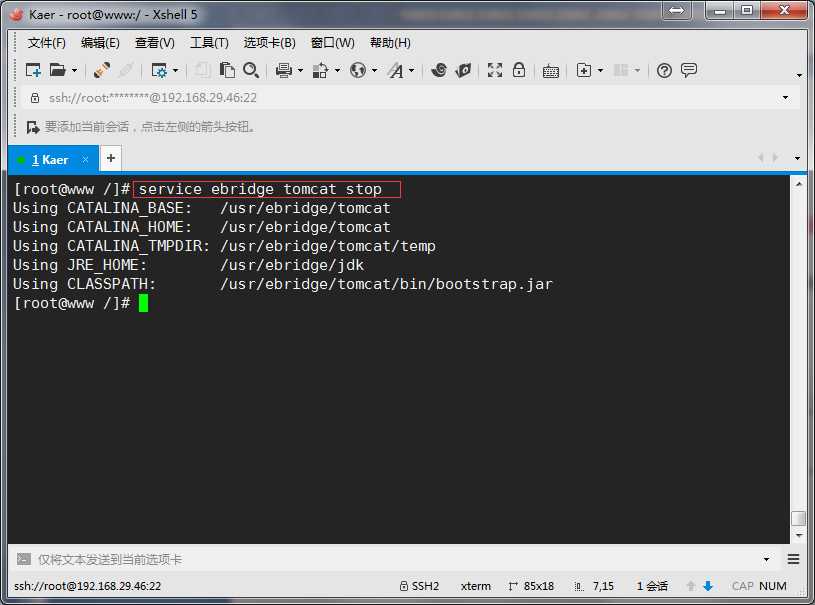 Kaer - root@www:/ - Xshell 5
文件(F) 编辑(E) 查看(V) 工具(T) 选项卡(B) 窗口(W) 帮助(H)
ssh://root:********@192.168.29.46:22
要添加当前会话，点击左侧的箭头按钮。
1 Kaer × +
[root@www /]# service ebridge tomcat stop
Using CATALINA_BASE:   /usr/ebridge/tomcat
Using CATALINA_HOME:   /usr/ebridge/tomcat
Using CATALINA_TMPDIR: /usr/ebridge/tomcat/temp
Using JRE_HOME:        /usr/ebridge/jdk
Using CLASSPATH:       /usr/ebridge/tomcat/bin/bootstrap.jar
[root@www /]#
仅将文本发送到当前选项卡
ssh://root@192.168.29.46:22 SSH2 xterm 85x18 7,15 1 会话 CAP NUM